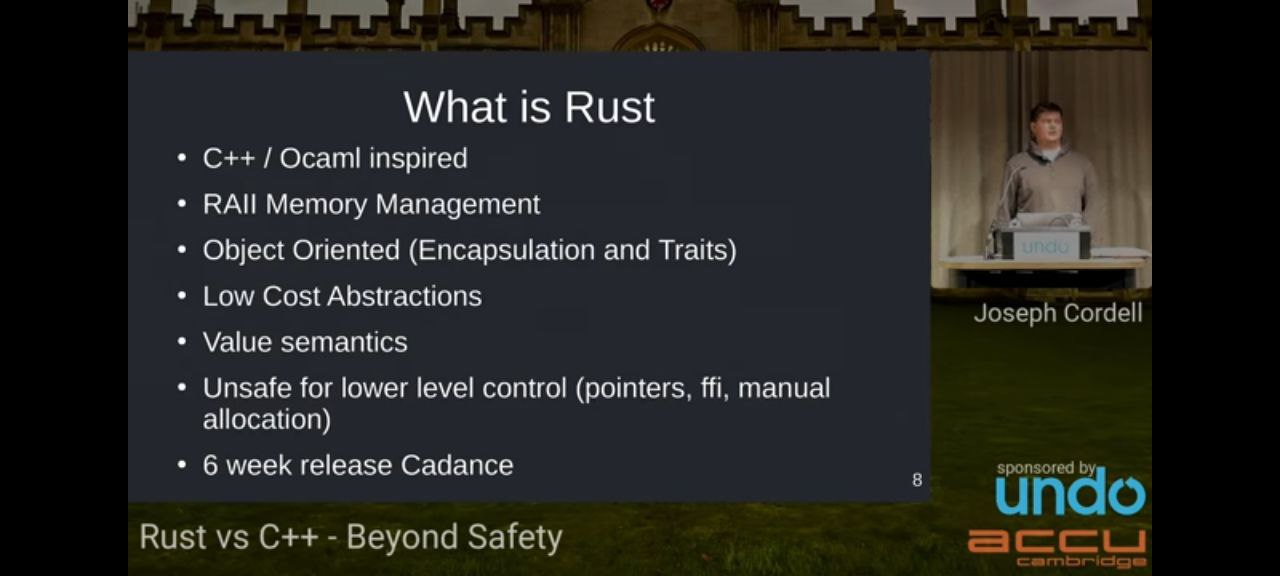 What is Rust
• C++ / Ocaml inspired
• RAII Memory Management
• Object Oriented (Encapsulation and Traits)
• Low Cost Abstractions
• Value semantics
• Unsafe for lower level control (pointers, ffi, manual
allocation)
• 6 week release Cadance
8
undo
Joseph Cordell
sponsored by
undo
accu
cambridge
Rust vs C++ - Beyond Safety